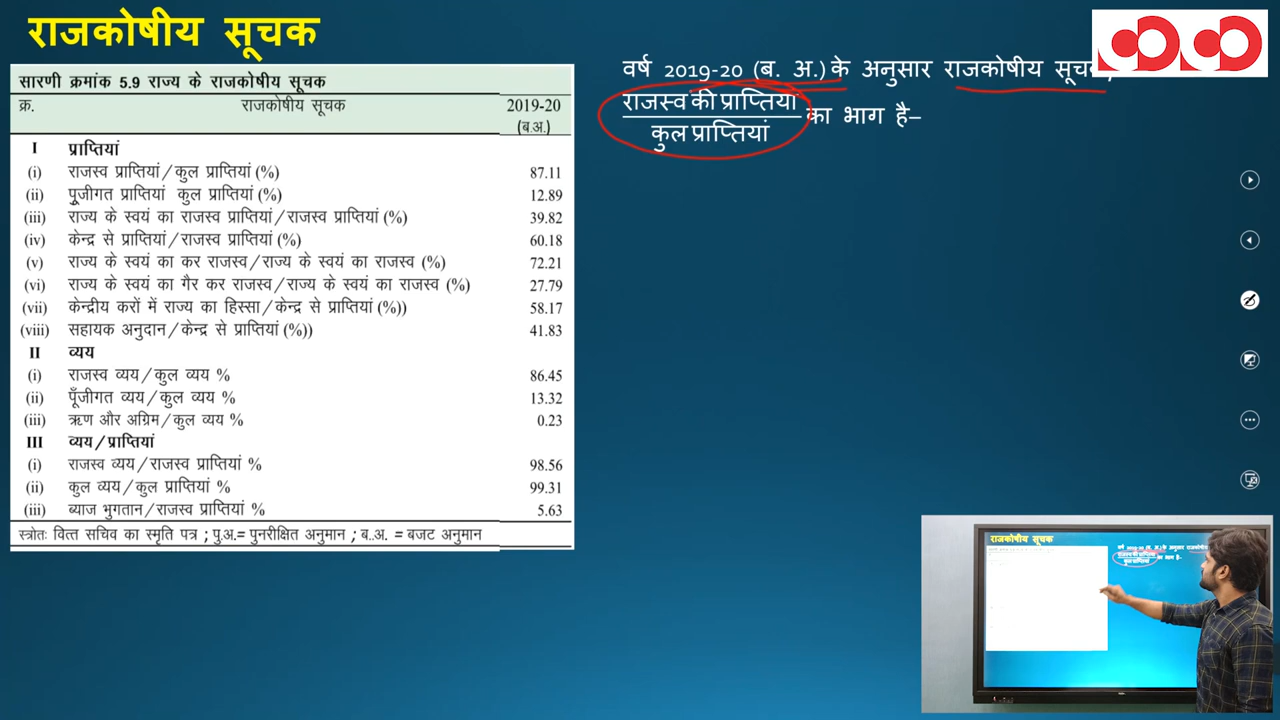 राजकोषीय सूचक
सारणी क्रमांक 5.9 राज्य के राजकोषीय सूचक
क्र. राजकोषीय सूचक 2019-20 (ब.अ.)
I प्राप्तियां
(i) राजस्व प्राप्तियां/कुल प्राप्तियां (%) 87.11
(ii) पूजीगत प्राप्तियां कुल प्राप्तियां (%) 12.89
(iii) राज्य के स्वयं का राजस्व प्राप्तियां/राजस्व प्राप्तियां (%) 39.82
(iv) केन्द्र से प्राप्तियां/राजस्व प्राप्तियां (%) 60.18
(v) राज्य के स्वयं का कर राजस्व/राज्य के स्वयं का राजस्व (%) 72.21
(vi) राज्य के स्वयं का गैर कर राजस्व/राज्य के स्वयं का राजस्व (%) 27.79
(vii) केन्द्रीय करों में राज्य का हिस्सा/केन्द्र से प्राप्तियां (%)) 58.17
(viii) सहायक अनुदान/केन्द्र से प्राप्तियां (%)) 41.83
II व्यय
(i) राजस्व व्यय/कुल व्यय % 86.45
(ii) पूँजीगत व्यय/कुल व्यय % 13.32
(iii) ऋण और अग्रिम/कुल व्यय % 0.23
III व्यय/प्राप्तियां
(i) राजस्व व्यय/राजस्व प्राप्तियां % 98.56
(ii) कुल व्यय/कुल प्राप्तियां % 99.31
(iii) ब्याज भुगतान/राजस्व प्राप्तियां % 5.63
स्त्रोतः वित्त सचिव का स्मृति पत्र ; पु.अ.= पुनरीक्षित अनुमान ; ब..अ. = बजट अनुमान
वर्ष 2019-20 (ब. अ.) के अनुसार राजकोषीय सूचक,
राजस्व की प्राप्तियां
कुल प्राप्तियां
का भाग है–
राजकोषीय सूचक